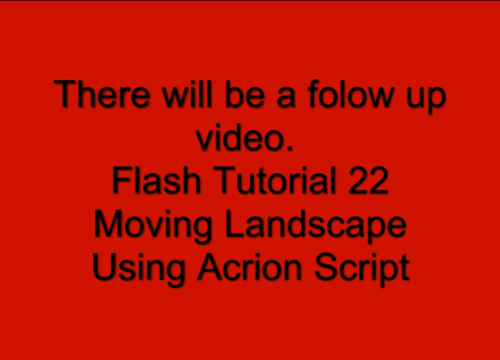 There will be a folow up
video.
Flash Tutorial 22
Moving Landscape
Using Acrion Script